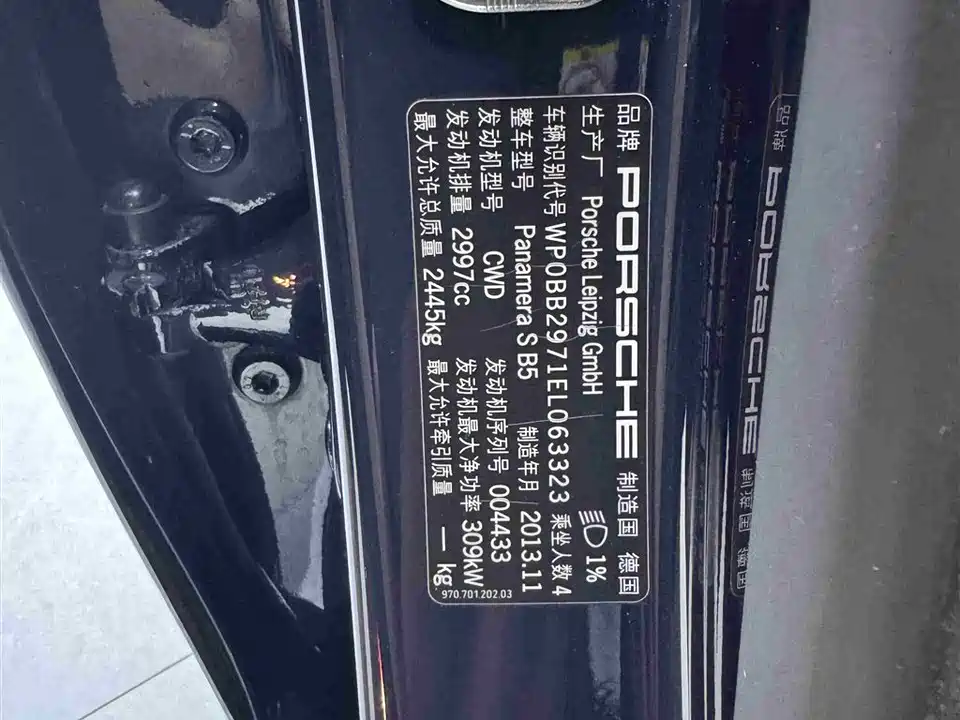 品牌 PORSCHE 制造国 德国
生产厂 Porsche Leipzig GmbH 1%
车辆识别代号 WP0BB2971EL063323 乘坐人数 4
整车型号 Panamera S B5 制造年月 2013.11
发动机型号 CWD 发动机序列号 004433
发动机排量 2997cc 发动机最大净功率 309kW
最大允许总质量 2445kg 最大允许牵引质量 — kg
970.701.202.03